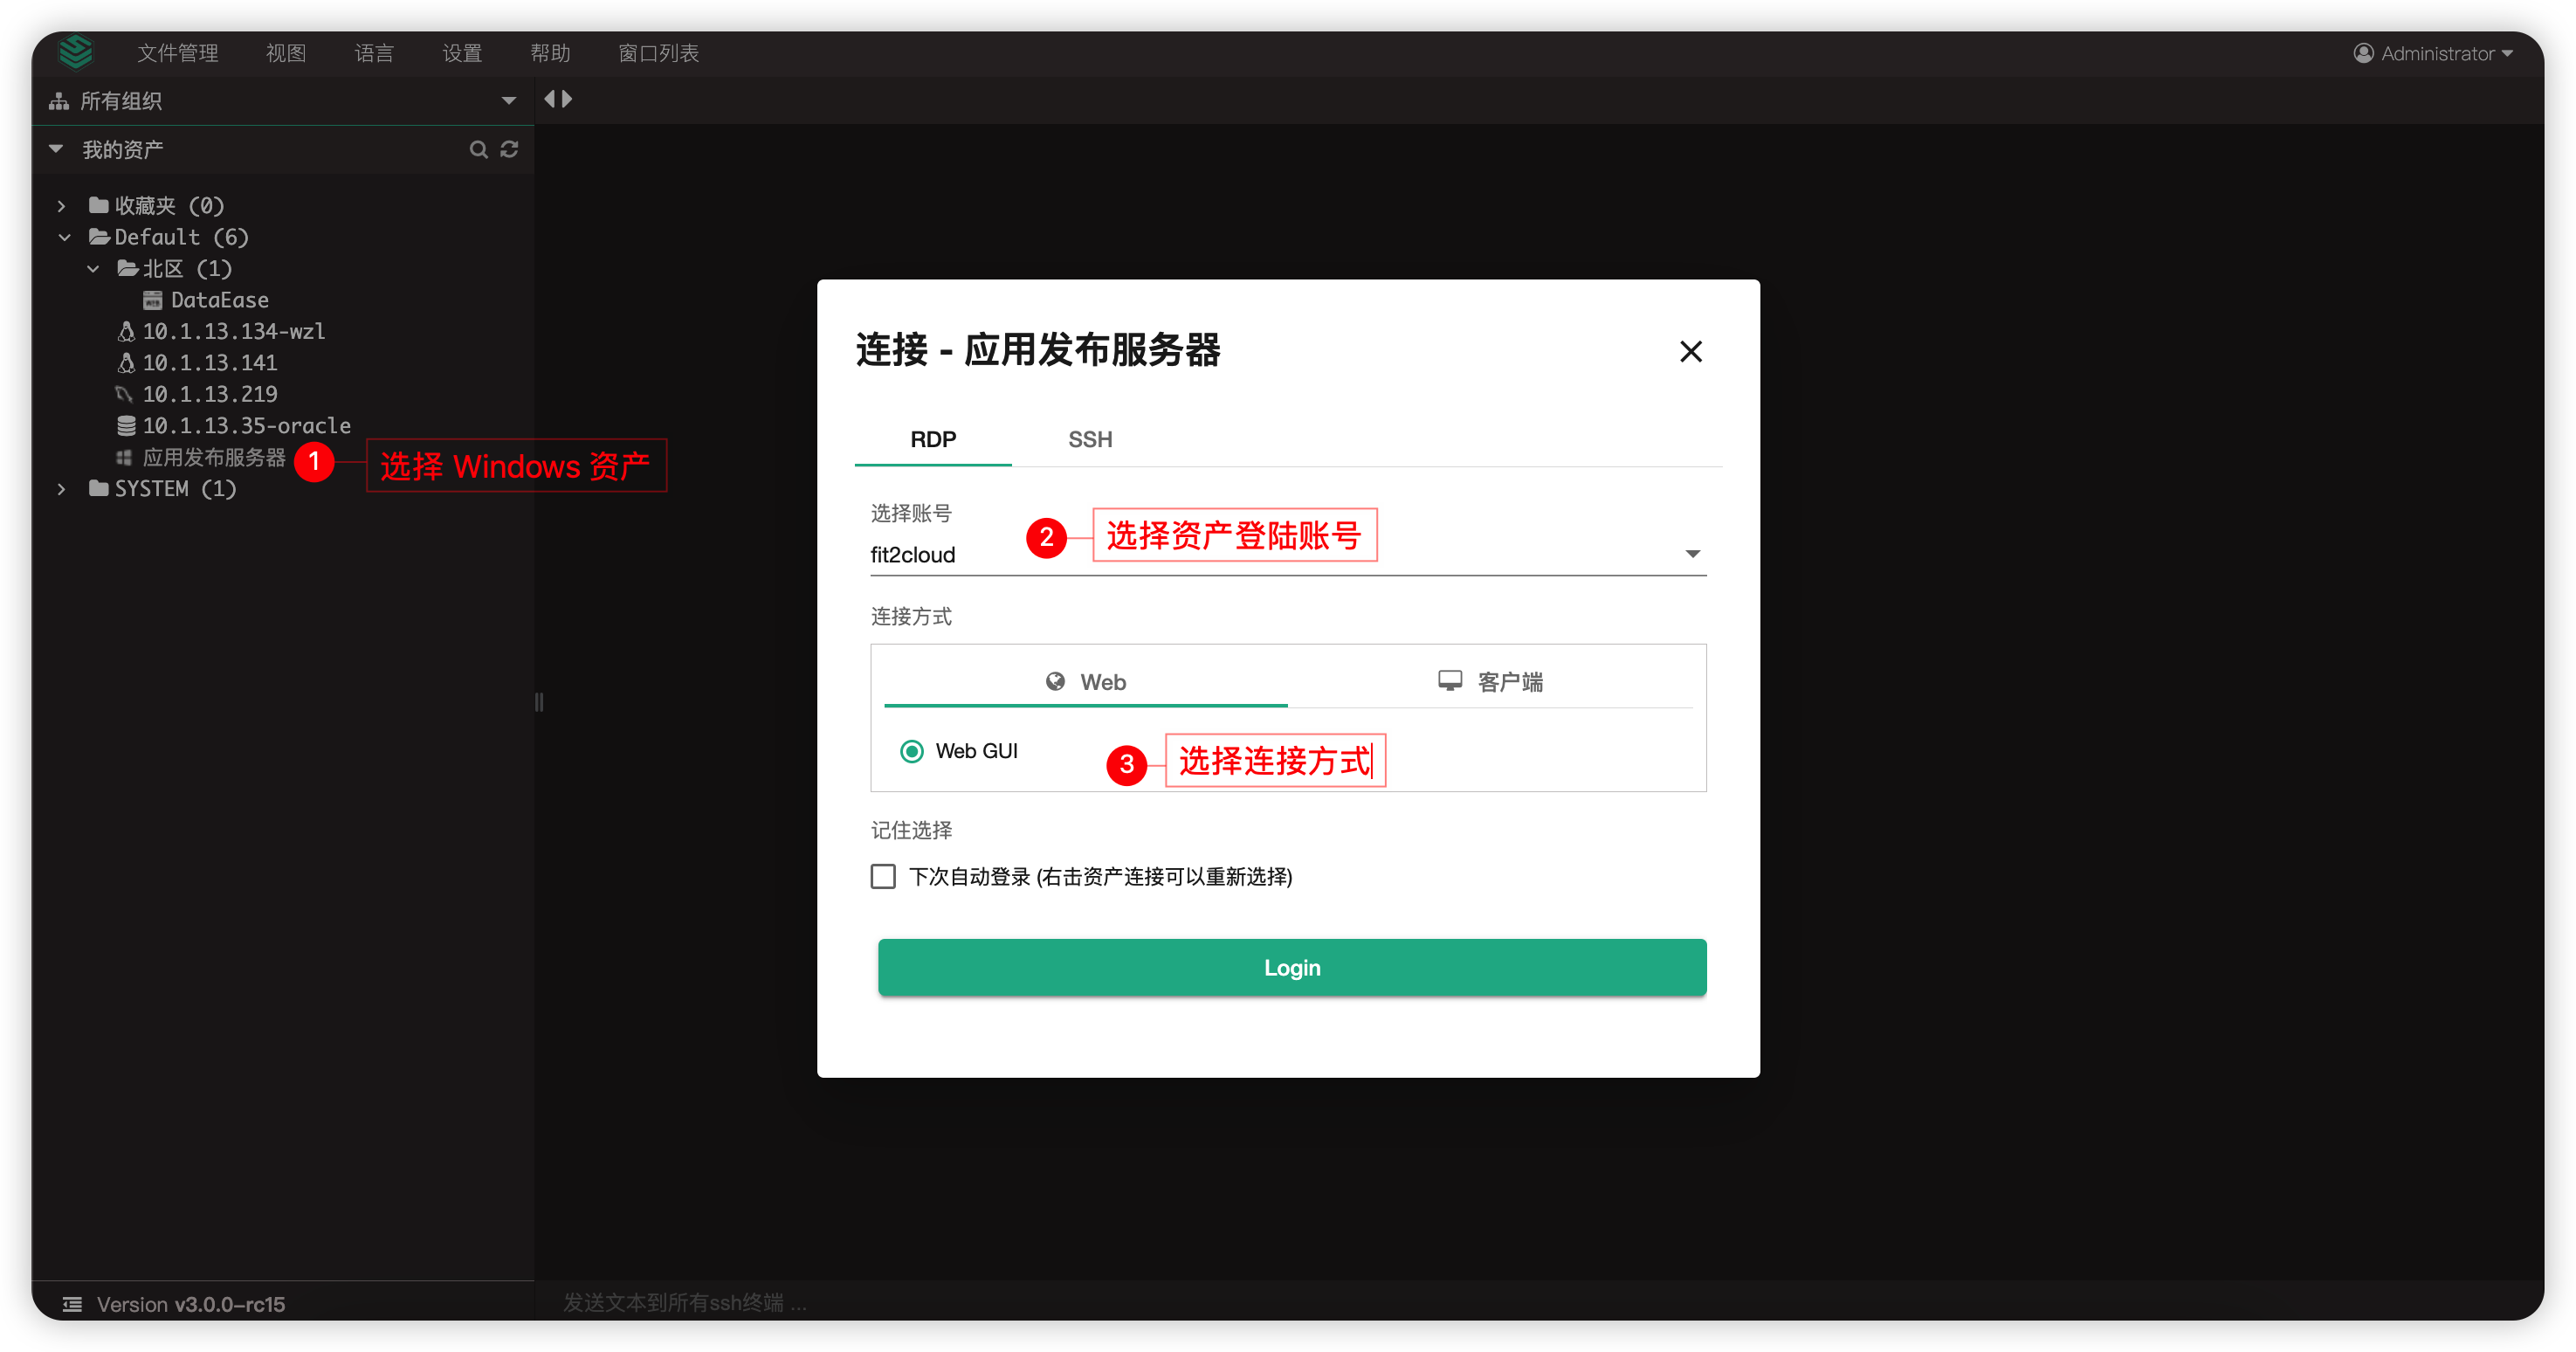 文件管理 视图 语言 设置 帮助 窗口列表 Administrator
所有组织
我的资产
收藏夹 (0)
Default (6)
北区 (1)
DataEase
10.1.13.134-wzl
10.1.13.141
10.1.13.219
10.1.13.35-oracle
应用发布服务器 1 选择 Windows 资产
SYSTEM (1)
连接 - 应用发布服务器
RDP SSH
选择账号
2 选择资产登陆账号
fit2cloud
连接方式
Web 客户端
Web GUI 3 选择连接方式
记住选择
下次自动登录 (右击资产连接可以重新选择)
Login
Version v3.0.0-rc15 发送文本到所有ssh终端 ...